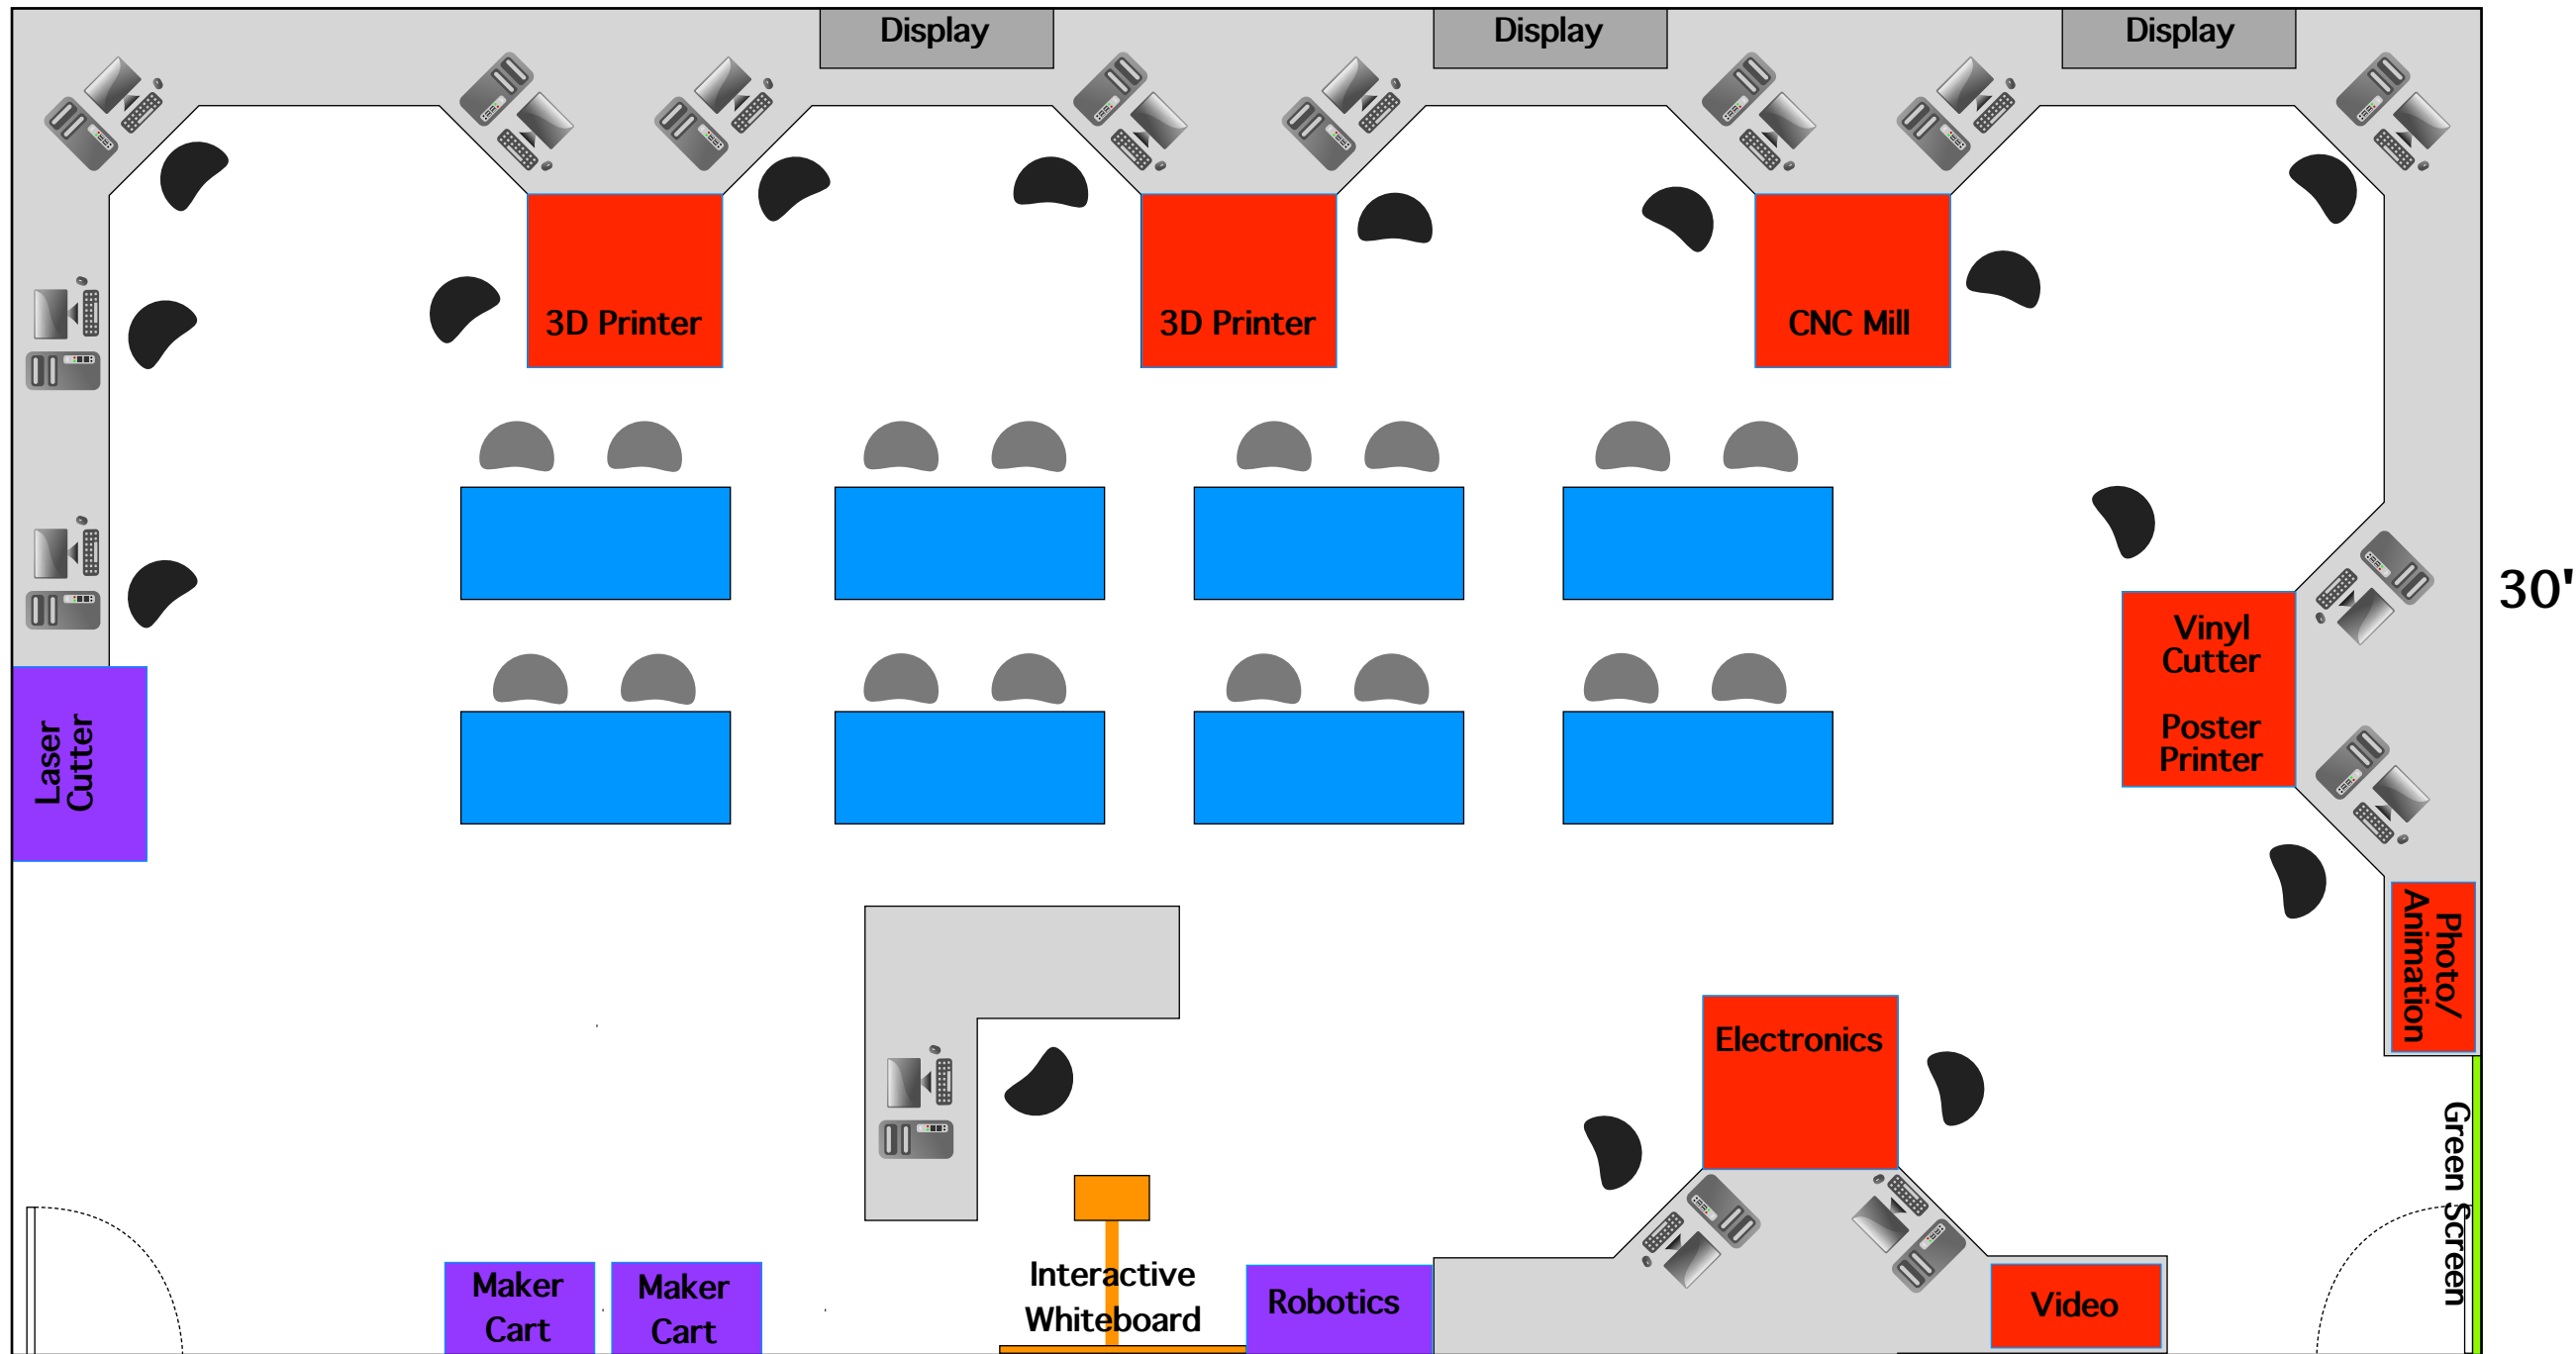 Display
Display
Display
3D Printer
3D Printer
CNC Mill
30'
Vinyl
Cutter
Poster
Printer
Laser
Cutter
Photo/
Animation
Electronics
Green Screen
Maker
Cart
Maker
Cart
Interactive
Whiteboard
Robotics
Video